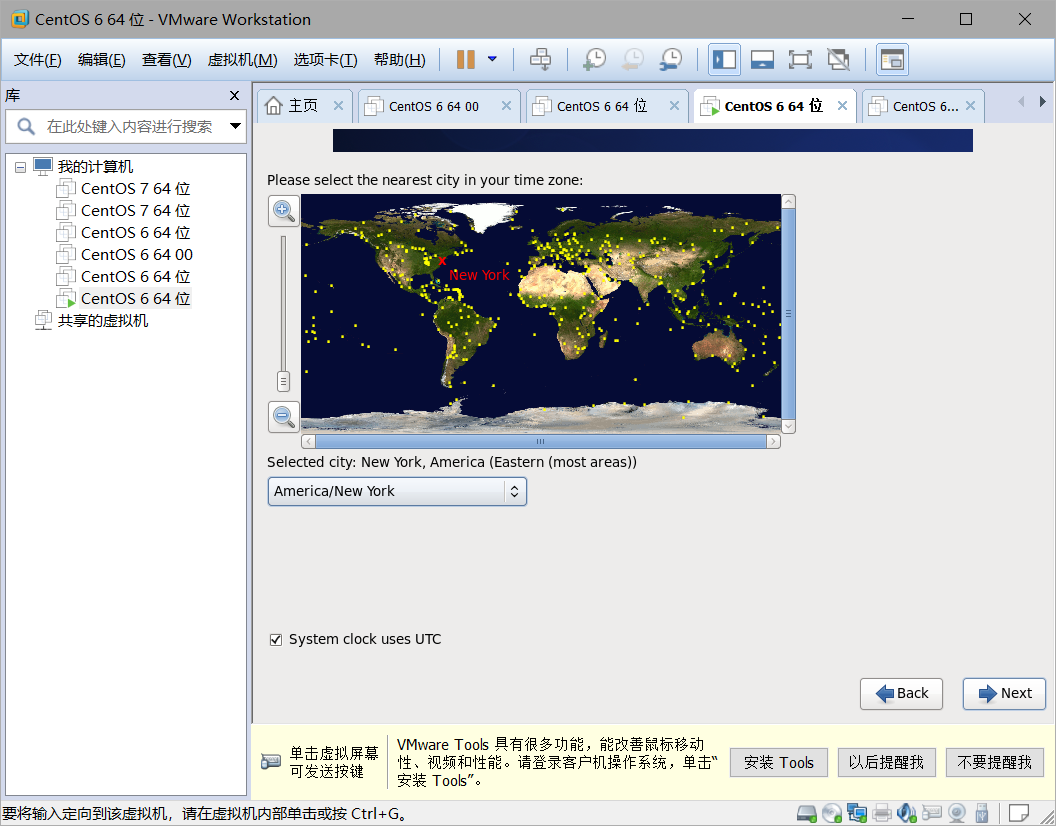 CentOS 6 64 位 - VMware Workstation
文件(F) 编辑(E) 查看(V) 虚拟机(M) 选项卡(T) 帮助(H)
库
在此处键入内容进行搜索
我的计算机
CentOS 7 64 位
CentOS 7 64 位
CentOS 6 64 位
CentOS 6 64 00
CentOS 6 64 位
CentOS 6 64 位
共享的虚拟机
主页 CentOS 6 64 00 CentOS 6 64 位 CentOS 6 64 位 CentOS 6...
Please select the nearest city in your time zone:
New York
Selected city: New York, America (Eastern (most areas))
America/New York
System clock uses UTC
Back Next
单击虚拟屏幕
可发送按键
VMware Tools 具有很多功能，能改善鼠标移动
性、视频和性能。请登录客户机操作系统，单击“
安装 Tools”。
安装 Tools 以后提醒我 不要提醒我
要将输入定向到该虚拟机，请在虚拟机内部单击或按 Ctrl+G。